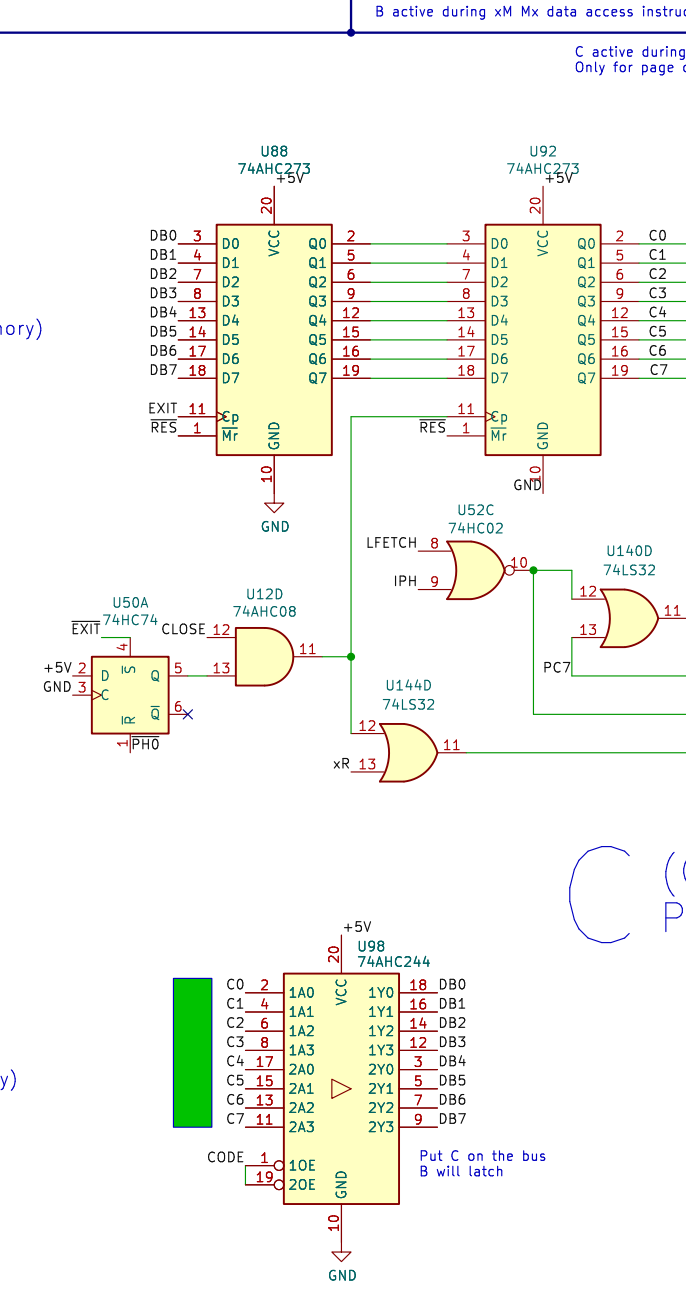 B active during xM Mx data access instruc
C active during
Only for page
U88
74AHC273
+5V
20
VCC
DB0 3 D0 Q0 2
DB1 4 D1 Q1 5
DB2 7 D2 Q2 6
DB3 8 D3 Q3 9
DB4 13 D4 Q4 12
DB5 14 D5 Q5 15
DB6 17 D6 Q6 16
DB7 18 D7 Q7 19
EXIT 11 Cp
RES 1 Mr
GND
10
GND
U92
74AHC273
+5V
20
VCC
3 D0 Q0 2 C0
4 D1 Q1 5 C1
7 D2 Q2 6 C2
8 D3 Q3 9 C3
13 D4 Q4 12 C4
14 D5 Q5 15 C5
17 D6 Q6 16 C6
18 D7 Q7 19 C7
11 Cp
RES 1 Mr
GND
10
GND
nory)
U52C
74HC02
LFETCH 8
IPH 9
10
U140D
74LS32
12
13
11
PC7
U50A
74HC74
EXIT
4
+5V 2 D S Q 5
GND 3 C
R Q 6
1 PH0
U12D
74AHC08
CLOSE 12
13
11
U144D
74LS32
12
xR 13
11
C (
P
+5V
U98
74AHC244
20
VCC
C0 2 1A0 1Y0 18 DB0
C1 4 1A1 1Y1 16 DB1
C2 6 1A2 1Y2 14 DB2
C3 8 1A3 1Y3 12 DB3
C4 17 2A0 2Y0 3 DB4
C5 15 2A1 2Y1 5 DB5
C6 13 2A2 2Y2 7 DB6
C7 11 2A3 2Y3 9 DB7
CODE 1 1OE
19 2OE
GND
10
GND
y)
Put C on the bus
B will latch